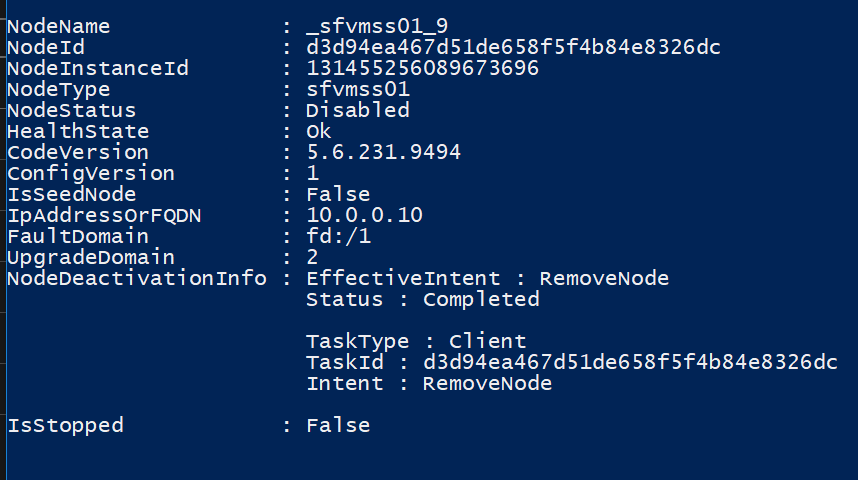 NodeName             : _sfvmss01_9
NodeId               : d3d94ea467d51de658f5f4b84e8326dc
NodeInstanceId       : 131455256089673696
NodeType             : sfvmss01
NodeStatus           : Disabled
HealthState          : Ok
CodeVersion          : 5.6.231.9494
ConfigVersion        : 1
IsSeedNode           : False
IpAddressOrFQDN      : 10.0.0.10
FaultDomain          : fd:/1
UpgradeDomain        : 2
NodeDeactivationInfo : EffectiveIntent : RemoveNode
                       Status : Completed

                       TaskType : Client
                       TaskId : d3d94ea467d51de658f5f4b84e8326dc
                       Intent : RemoveNode

IsStopped            : False